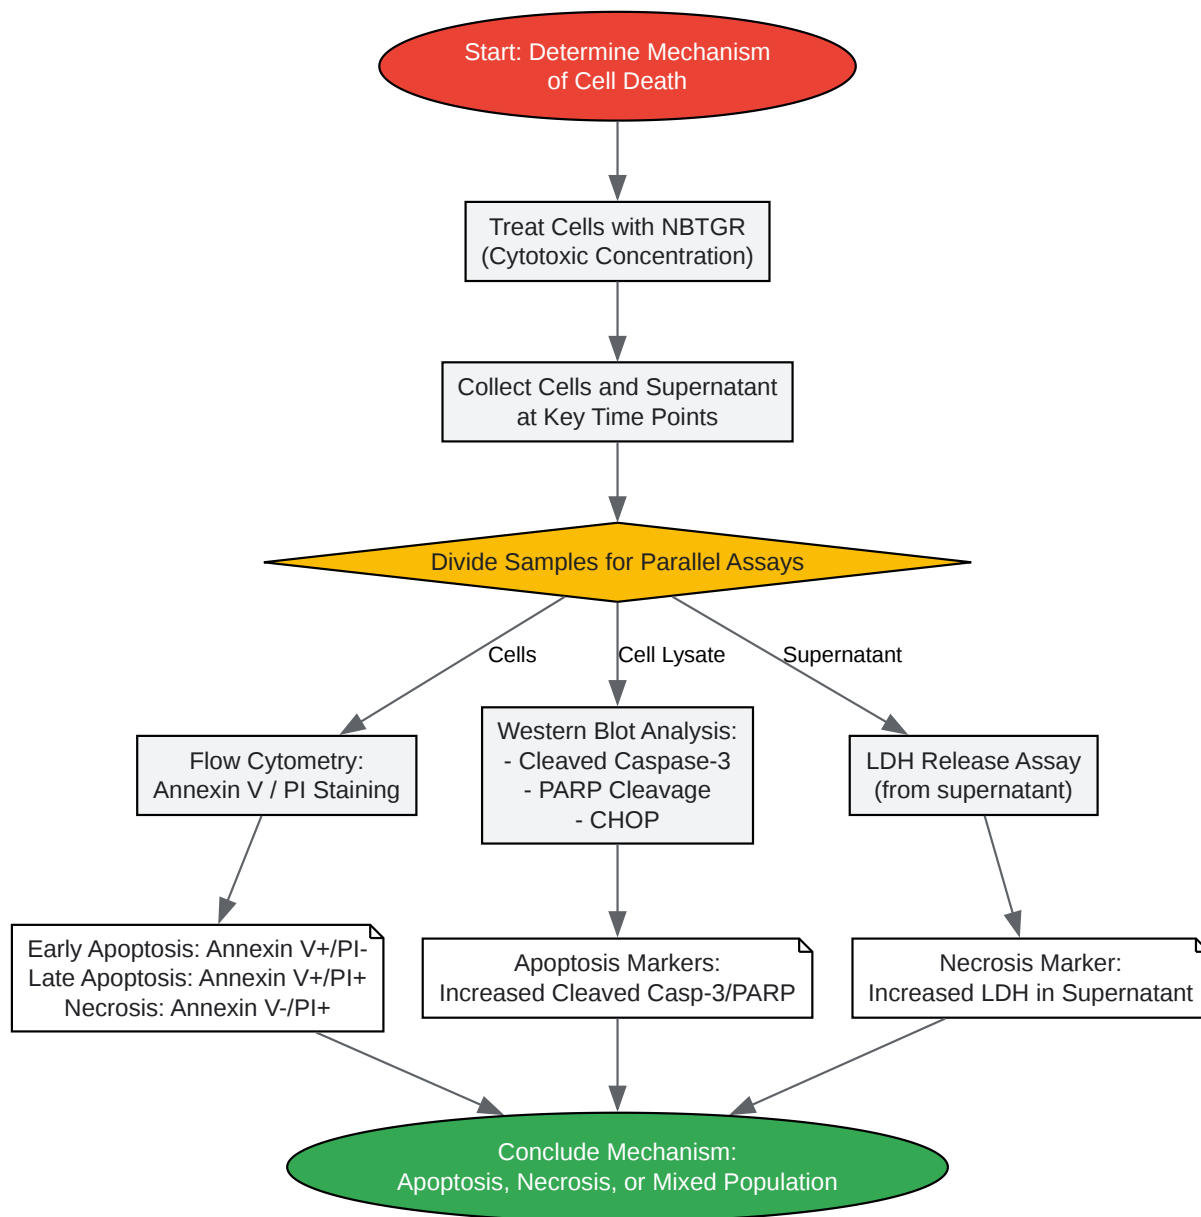 Start: Determine Mechanism
of Cell Death
Treat Cells with NBTGR
(Cytotoxic Concentration)
Collect Cells and Supernatant
at Key Time Points
Divide Samples for Parallel Assays
Cells
Cell Lysate
Supernatant
Flow Cytometry:
Annexin V / PI Staining
Western Blot Analysis:
- Cleaved Caspase-3
- PARP Cleavage
- CHOP
LDH Release Assay
(from supernatant)
Early Apoptosis: Annexin V+/PI-
Late Apoptosis: Annexin V+/PI+
Necrosis: Annexin V-/PI+
Apoptosis Markers:
Increased Cleaved Casp-3/PARP
Necrosis Marker:
Increased LDH in Supernatant
Conclude Mechanism:
Apoptosis, Necrosis, or Mixed Population